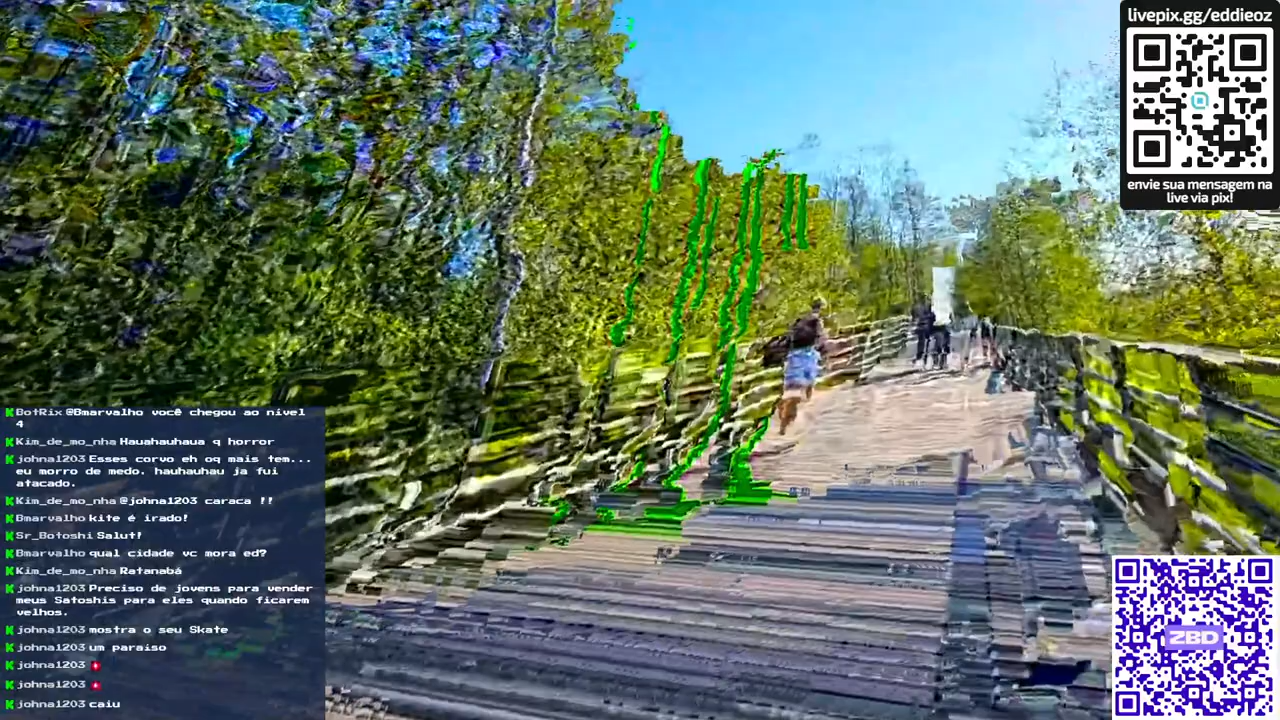 livepix.gg/eddieoz
envie sua mensagem na
live via pix!
BotRix @Bmarvalho você chegou ao nível
4
Kim_de_mo_nha Hauahauhaua q horror
johna1203 Esses corvo eh oq mais tem...
eu morro de medo. hauhauhau ja fui
atacado.
Kim_de_mo_nha @johna1203 caraca !!
Bmarvalho kite é irado!
Sr_Botoshi Salut!
Bmarvalho qual cidade vc mora ed?
Kim_de_mo_nha Ratanabá
johna1203 Preciso de jovens para vender
meus Satoshis para eles quando ficarem
velhos.
johna1203 mostra o seu Skate
johna1203 um paraiso
johna1203
johna1203
johna1203 caiu
ZBD